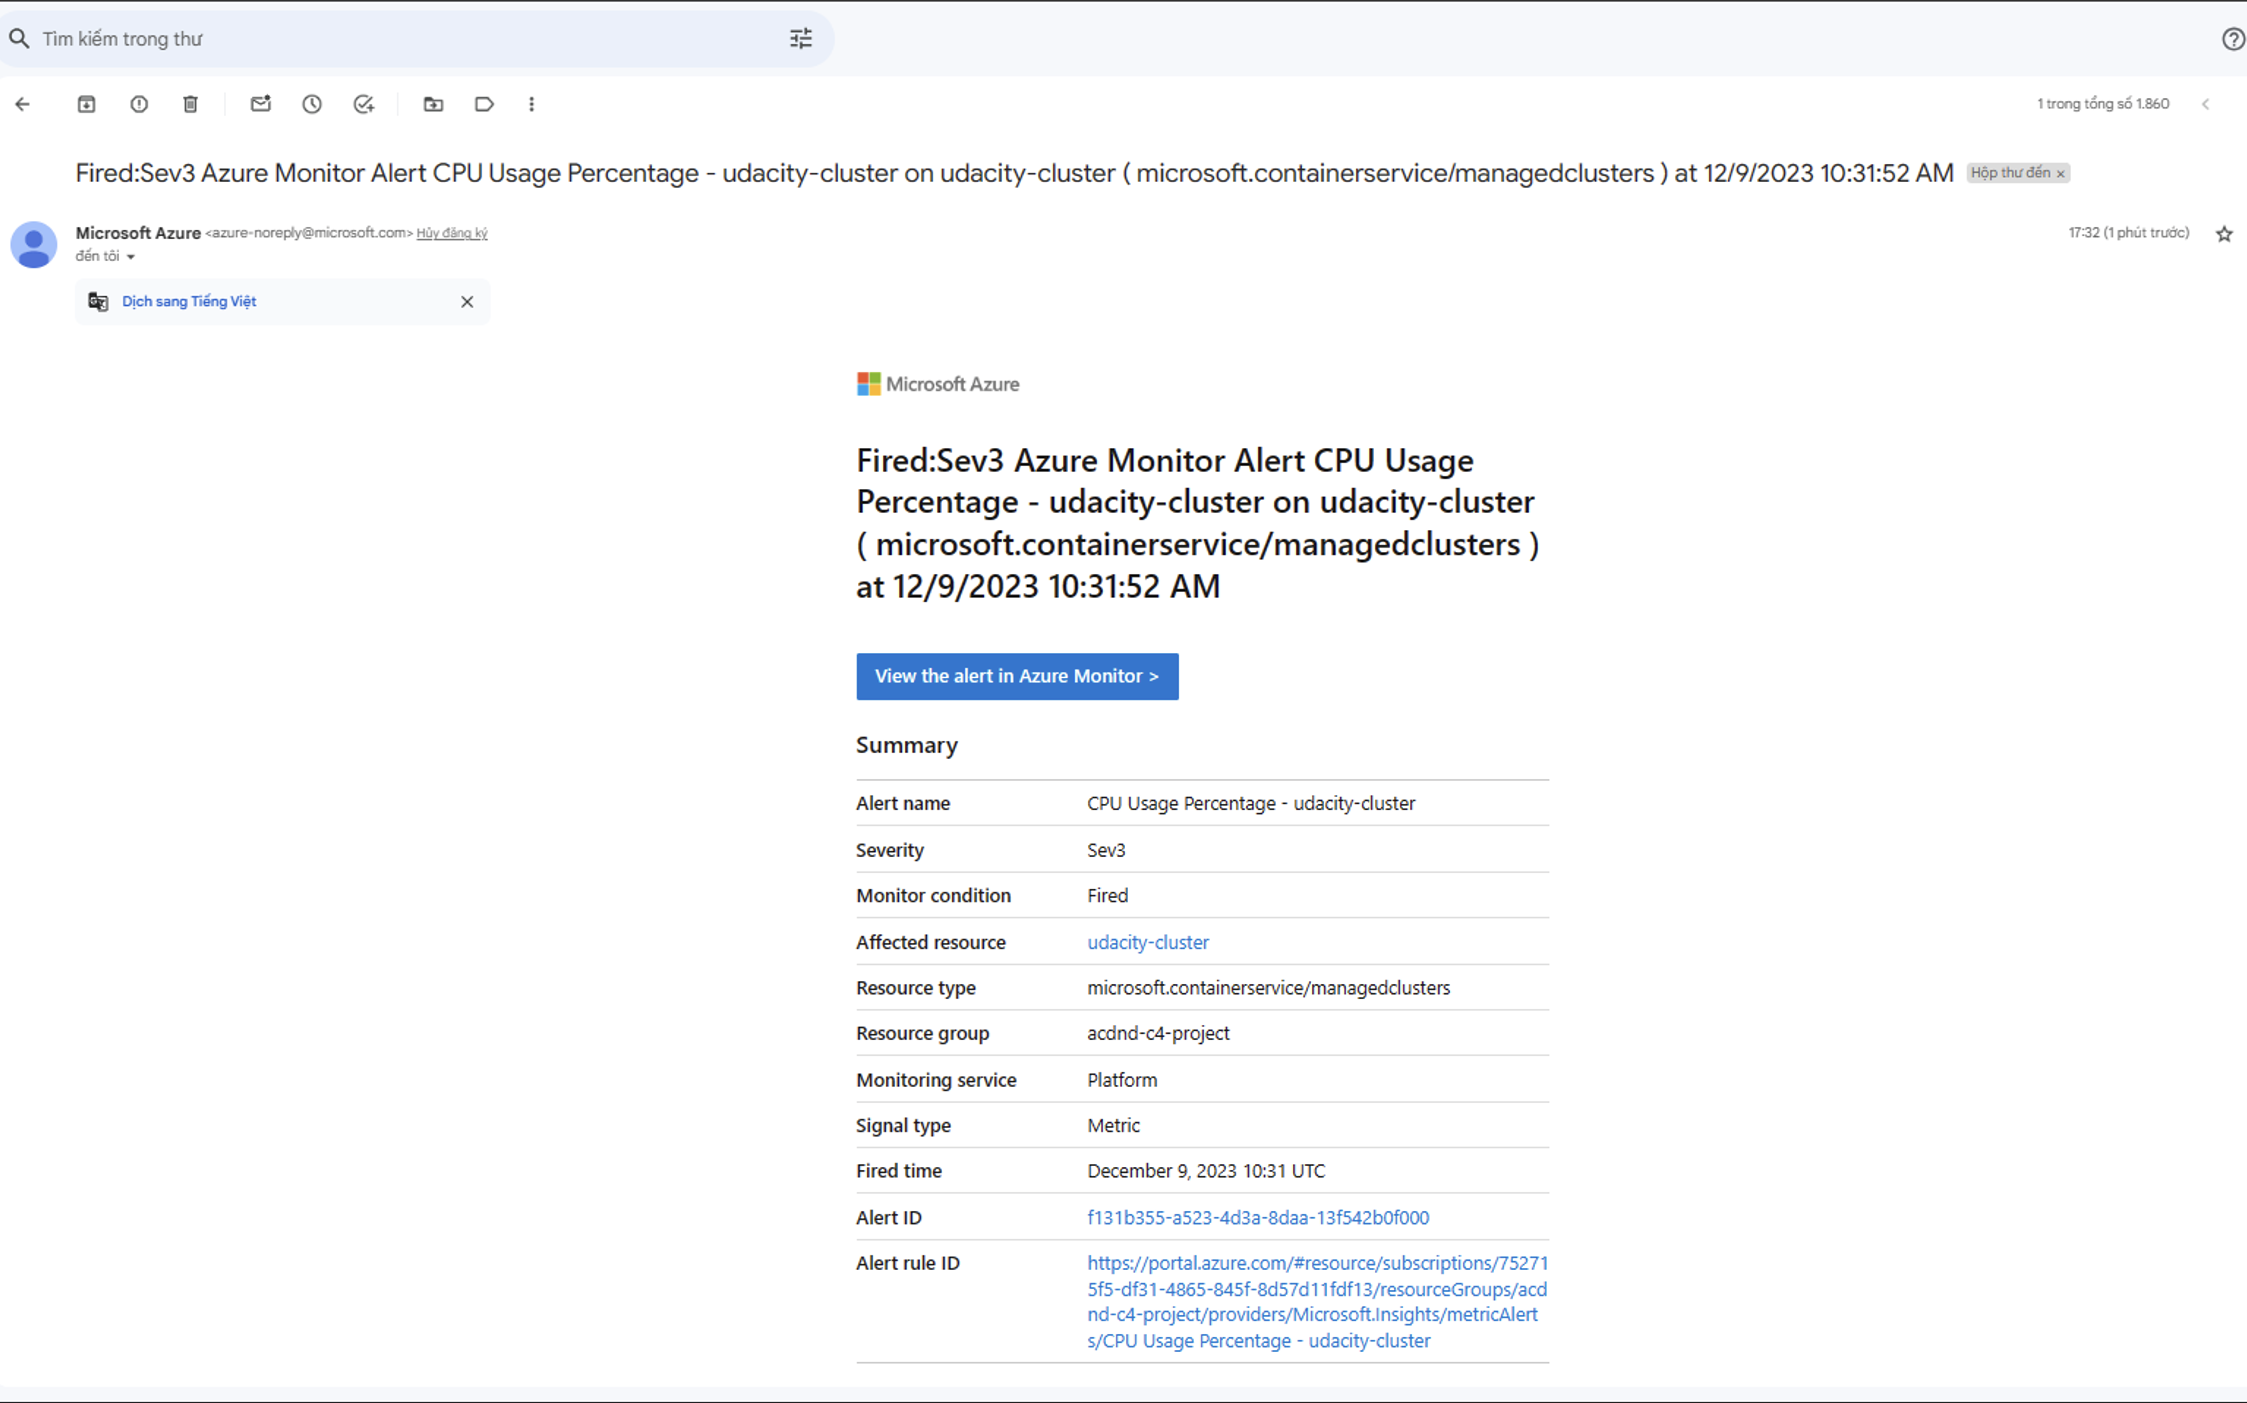 Tìm kiếm trong thư
1 trong tổng số 1.860
Fired:Sev3 Azure Monitor Alert CPU Usage Percentage - udacity-cluster on udacity-cluster ( microsoft.containerservice/managedclusters ) at 12/9/2023 10:31:52 AM Hộp thư đến ×
Microsoft Azure <azure-noreply@microsoft.com> Hủy đăng ký 17:32 (1 phút trước)
đến tôi
Dịch sang Tiếng Việt
Microsoft Azure
Fired:Sev3 Azure Monitor Alert CPU Usage
Percentage - udacity-cluster on udacity-cluster
( microsoft.containerservice/managedclusters )
at 12/9/2023 10:31:52 AM
View the alert in Azure Monitor >
Summary
Alert name CPU Usage Percentage - udacity-cluster
Severity Sev3
Monitor condition Fired
Affected resource udacity-cluster
Resource type microsoft.containerservice/managedclusters
Resource group acdnd-c4-project
Monitoring service Platform
Signal type Metric
Fired time December 9, 2023 10:31 UTC
Alert ID f131b355-a523-4d3a-8daa-13f542b0f000
Alert rule ID https://portal.azure.com/#resource/subscriptions/75271
5f5-df31-4865-845f-8d57d11fdf13/resourceGroups/acd
nd-c4-project/providers/Microsoft.Insights/metricAlert
s/CPU Usage Percentage - udacity-cluster